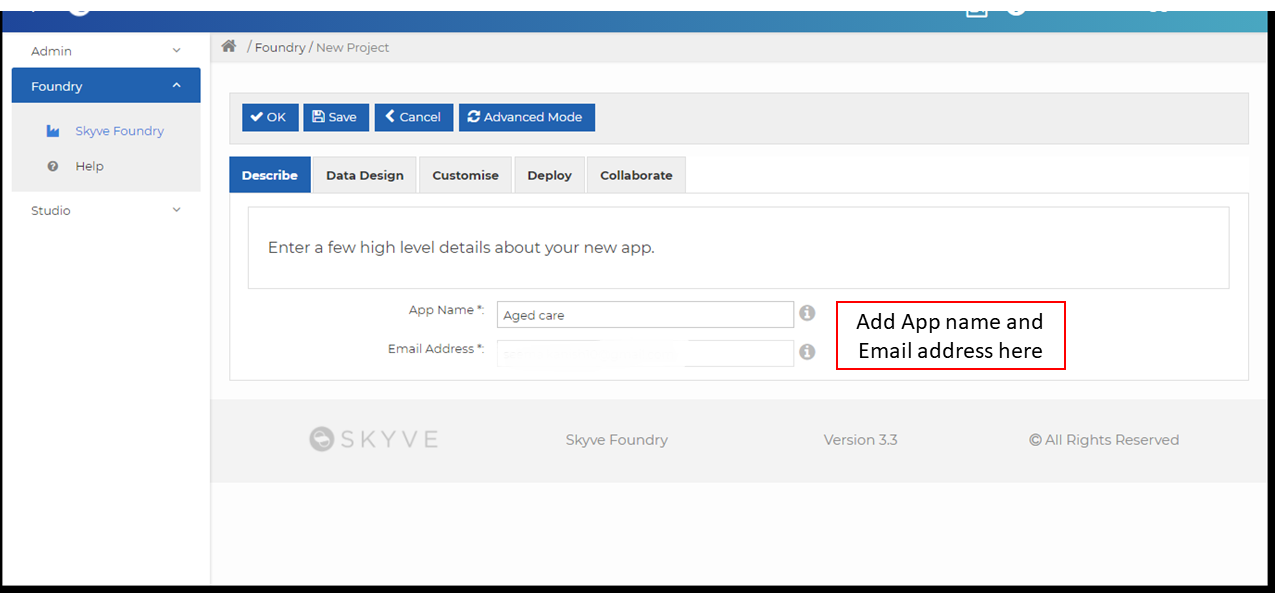 Admin
/ Foundry / New Project
Foundry
Skyve Foundry
Help
Studio
OK Save Cancel Advanced Mode
Describe Data Design Customise Deploy Collaborate
Enter a few high level details about your new app.
App Name *: Aged care
Email Address *:
Add App name and
Email address here
SKYVE Skyve Foundry Version 3.3 © All Rights Reserved